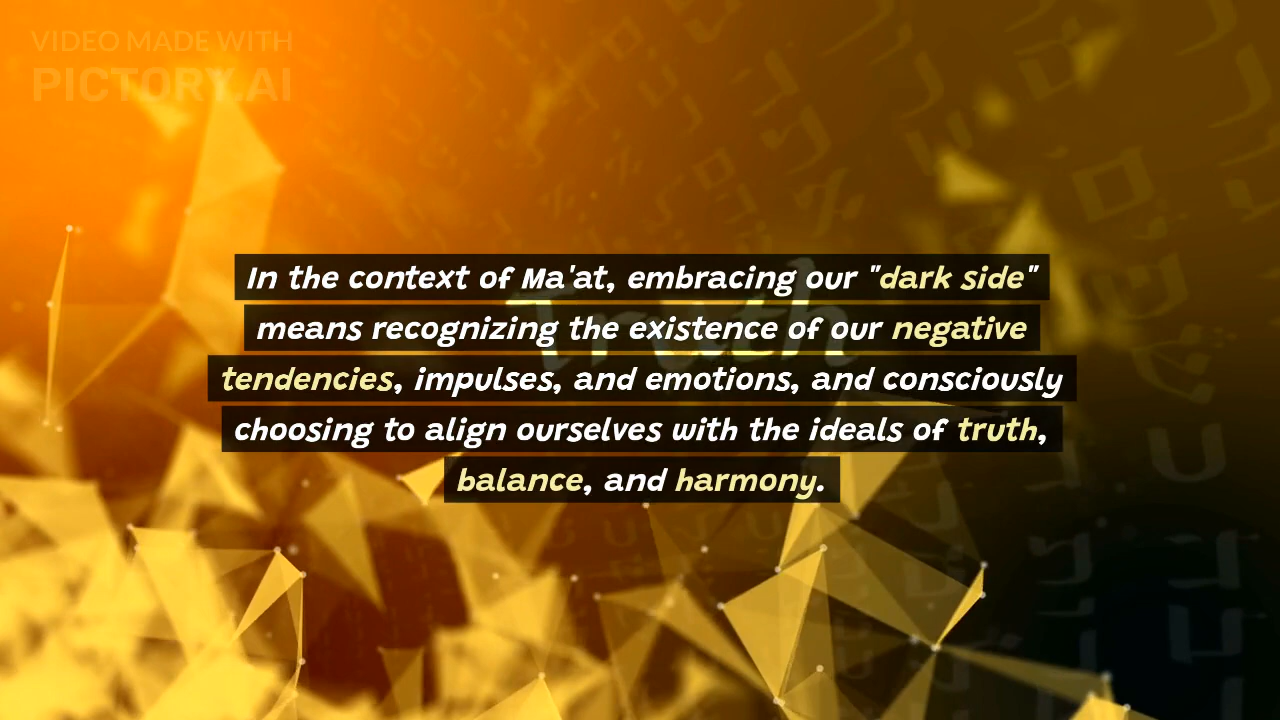 VIDEO MADE WITH
PICTORY.AI
In the context of Ma'at, embracing our "dark side"
means recognizing the existence of our negative
Truth
tendencies, impulses, and emotions, and consciously
choosing to align ourselves with the ideals of truth,
balance, and harmony.